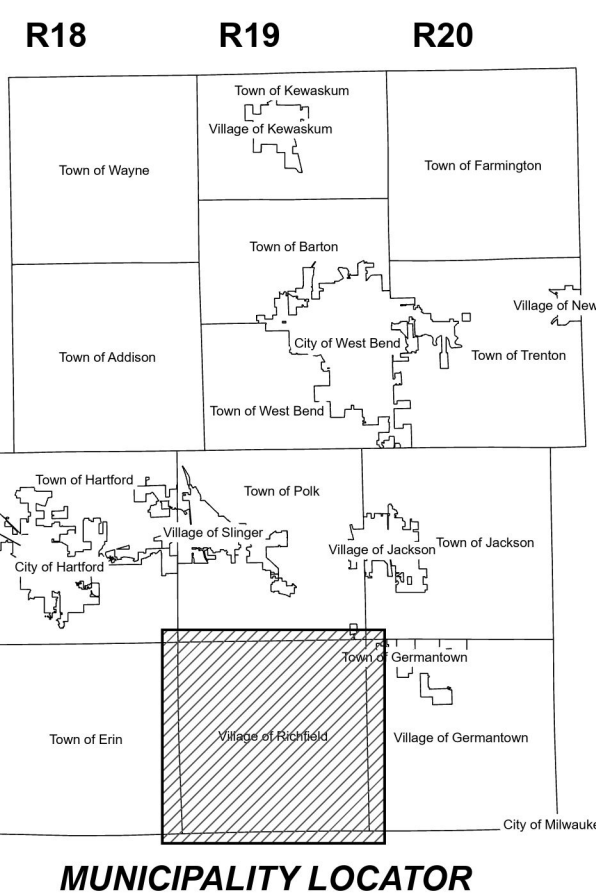 R18 R19 R20
Town of Kewaskum
Village of Kewaskum
Town of Wayne
Town of Farmington
Town of Barton
Village of New
City of West Bend
Town of Addison
Town of Trenton
Town of West Bend
Town of Hartford
Town of Polk
Village of Slinger
Village of Jackson
Town of Jackson
City of Hartford
Town of Germantown
Town of Erin
Village of Richfield
Village of Germantown
City of Milwauke
MUNICIPALITY LOCATOR